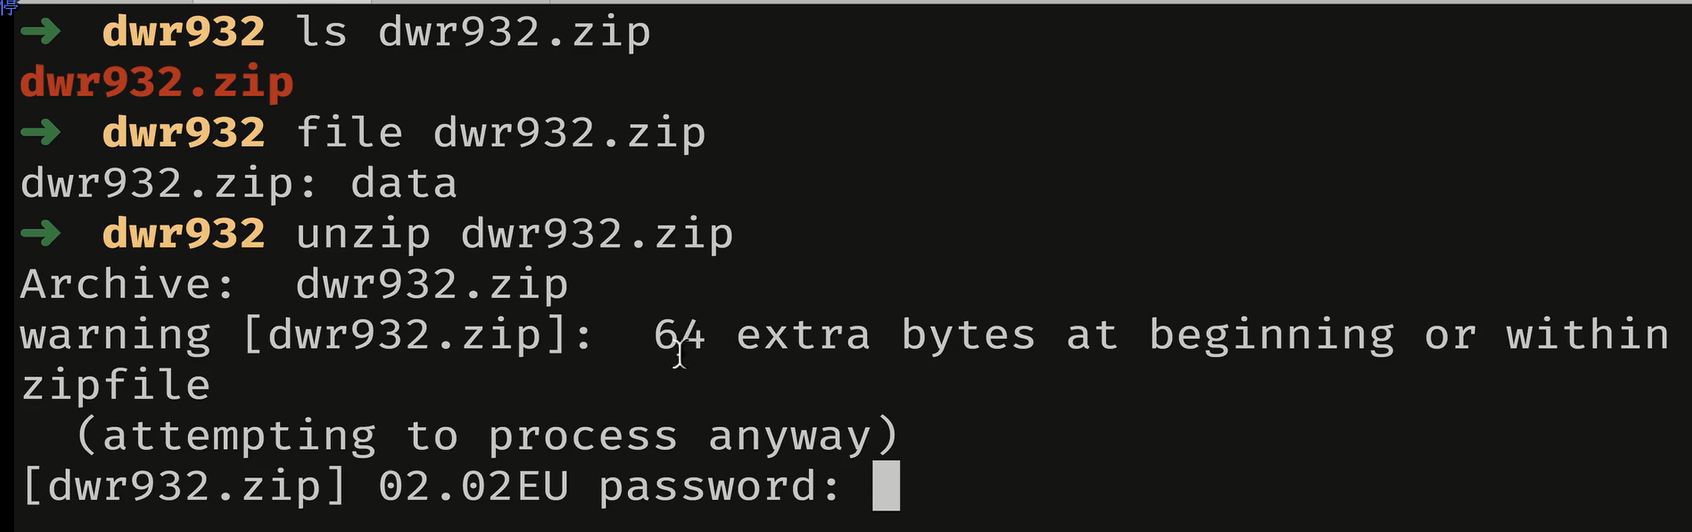 停
➜ dwr932 ls dwr932.zip
dwr932.zip
➜ dwr932 file dwr932.zip
dwr932.zip: data
➜ dwr932 unzip dwr932.zip
Archive:  dwr932.zip
warning [dwr932.zip]:  64 extra bytes at beginning or within
zipfile
  (attempting to process anyway)
[dwr932.zip] 02.02EU password: